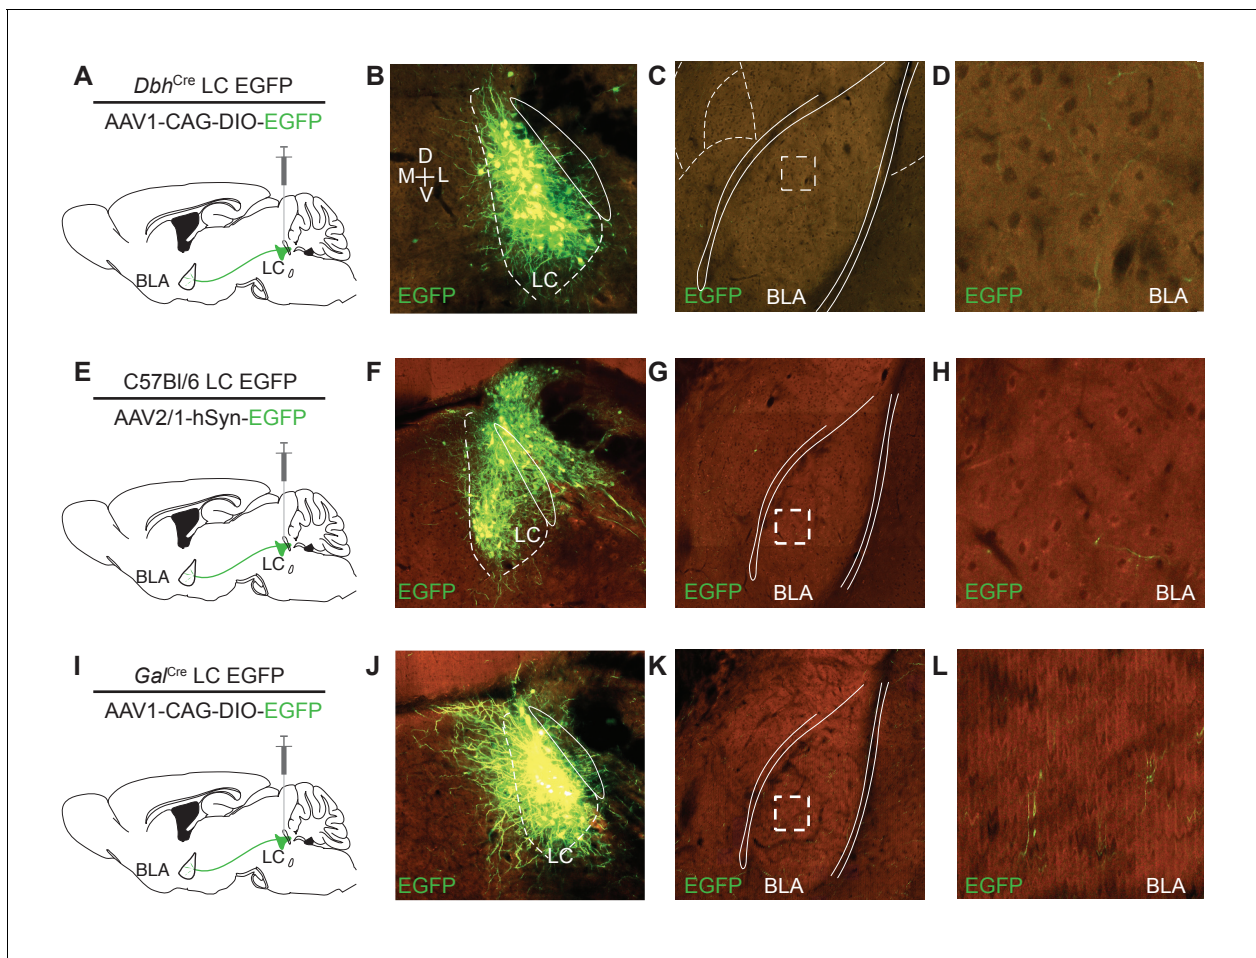 A
Dbh^Cre LC EGFP
AAV1-CAG-DIO-EGFP
BLA
LC
B
D
M L
V
LC
EGFP
C
EGFP
BLA
D
EGFP
BLA
E
C57Bl/6 LC EGFP
AAV2/1-hSyn-EGFP
BLA
LC
F
LC
EGFP
G
EGFP
BLA
H
EGFP
BLA
I
Gal^Cre LC EGFP
AAV1-CAG-DIO-EGFP
BLA
LC
J
LC
EGFP
K
EGFP
BLA
L
EGFP
BLA